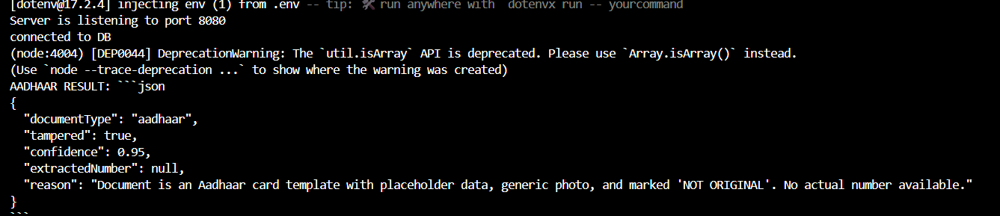 [dotenv@17.2.4] injecting env (1) from .env -- tip: 🛠️ run anywhere with `dotenvx run -- yourcommand
Server is listening to port 8080
connected to DB
(node:4004) [DEP0044] DeprecationWarning: The `util.isArray` API is deprecated. Please use `Array.isArray()` instead.
(Use `node --trace-deprecation ...` to show where the warning was created)
AADHAAR RESULT: ```json
{
  "documentType": "aadhaar",
  "tampered": true,
  "confidence": 0.95,
  "extractedNumber": null,
  "reason": "Document is an Aadhaar card template with placeholder data, generic photo, and marked 'NOT ORIGINAL'. No actual number available."
}
```